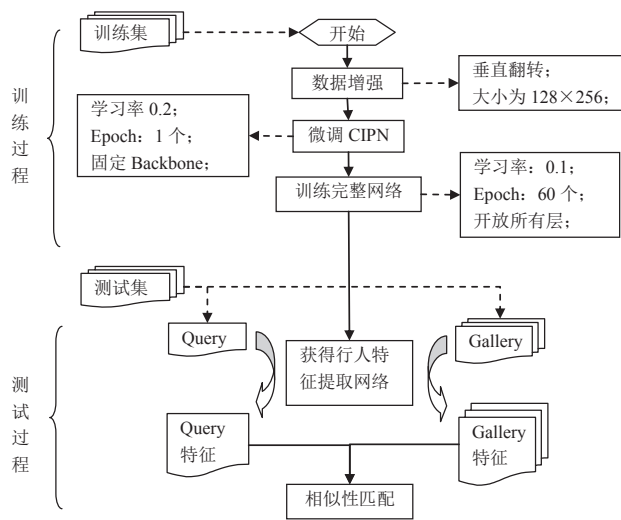 训练集
开始
数据增强
垂直翻转；
大小为 128×256；
训练过程
学习率 0.2；
Epoch：1 个；
固定 Backbone；
微调 CIPN
训练完整网络
学习率：0.1；
Epoch：60 个；
开放所有层；
测试集
Query
Gallery
获得行人特
征提取网络
测试过程
Query
特征
Gallery
特征
相似性匹配